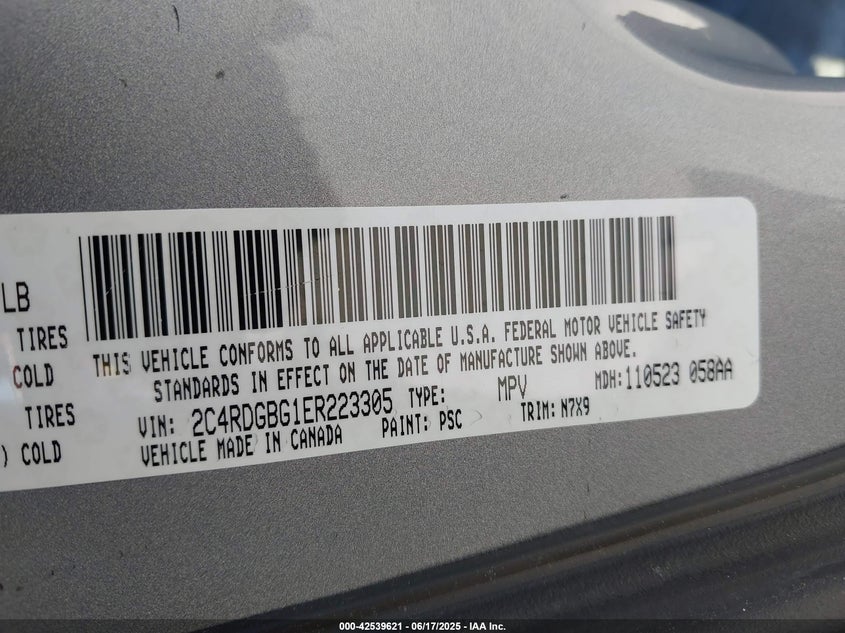 LB
TIRES
COLD
TIRES
) COLD
THIS VEHICLE CONFORMS TO ALL APPLICABLE U.S.A. FEDERAL MOTOR VEHICLE SAFETY
STANDARDS IN EFFECT ON THE DATE OF MANUFACTURE SHOWN ABOVE.
VIN: 2C4RDGBG1ER223305 TYPE: MPV MDH: 110523 058AA
VEHICLE MADE IN CANADA PAINT: PSC TRIM: N7X9
000-42539621 | 06/17/2025 - IAA Inc.